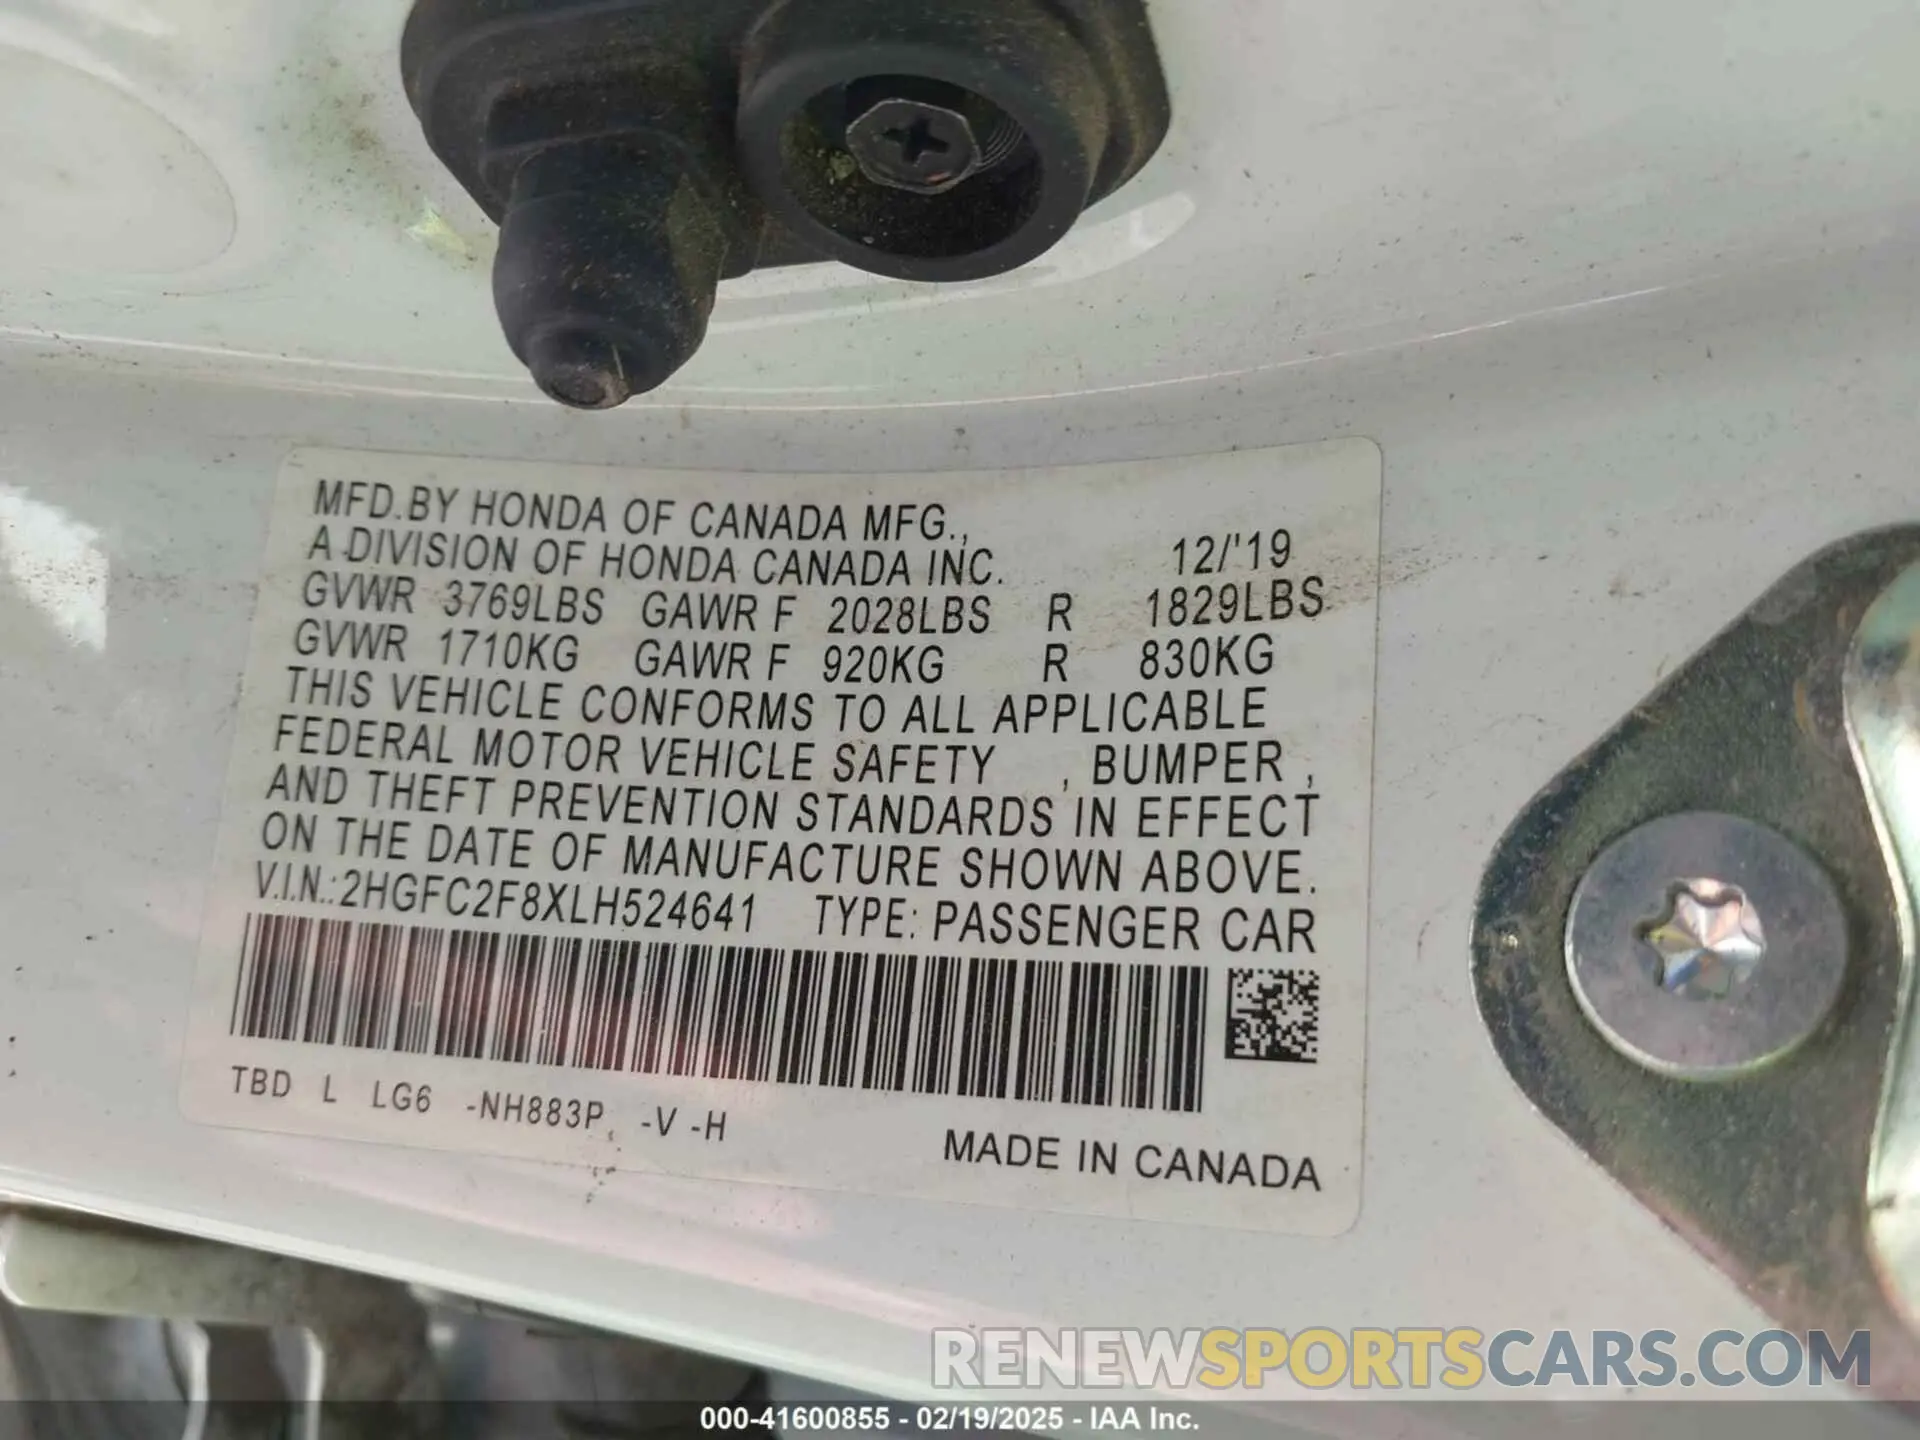 MFD.BY HONDA OF CANADA MFG.,
A DIVISION OF HONDA CANADA INC. 12/'19
GVWR 3769LBS GAWR F 2028LBS R 1829LBS
GVWR 1710KG GAWR F 920KG R 830KG
THIS VEHICLE CONFORMS TO ALL APPLICABLE
FEDERAL MOTOR VEHICLE SAFETY , BUMPER ,
AND THEFT PREVENTION STANDARDS IN EFFECT
ON THE DATE OF MANUFACTURE SHOWN ABOVE.
V.I.N.:2HGFC2F8XLH524641 TYPE: PASSENGER CAR
TBD L LG6 -NH883P, -V -H
MADE IN CANADA
RENEWSPORTSCARS.COM
000-41600855 - 02/19/2025 - IAA Inc.